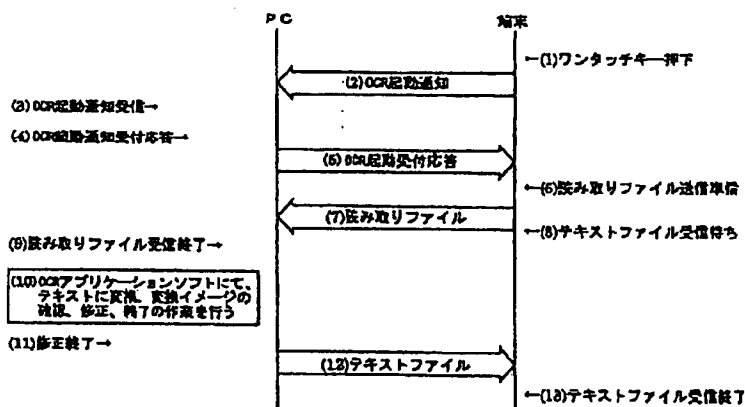 PC
端末
←(1)ワンタッチキー押下
(2)OCR起動通知
(3)OCR起動通知受信→
(4)OCR起動通知受付応答→
(5)OCR起動受付応答
←(6)読み取りファイル送信準備
(7)読み取りファイル
←(8)テキストファイル受信待ち
(9)読み取りファイル受信終了→
(10)OCRアプリケーションソフトにて、
テキストに変換、変換イメージの
確認、修正、終了の作業を行う
(11)修正終了→
(12)テキストファイル
←(13)テキストファイル受信終了